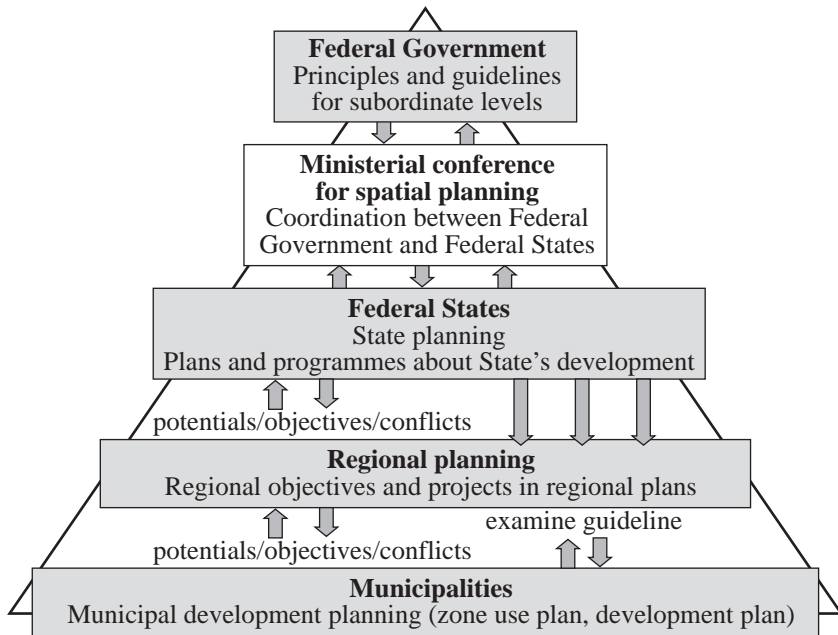 Federal Government
Principles and guidelines
for subordinate levels
Ministerial conference
for spatial planning
Coordination between Federal
Government and Federal States
Federal States
State planning
Plans and programmes about State’s development
potentials/objectives/conflicts
Regional planning
Regional objectives and projects in regional plans
examine guideline
potentials/objectives/conflicts
Municipalities
Municipal development planning (zone use plan, development plan)